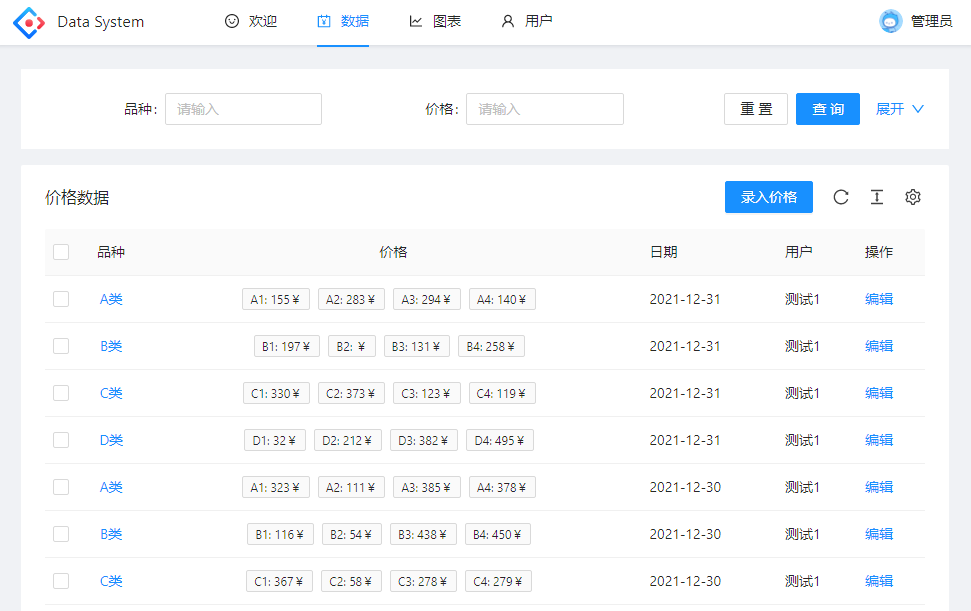 Data System 欢迎 数据 图表 用户 管理员
品种: 请输入 价格: 请输入 重 置 查 询 展开
价格数据 录入价格
品种 价格 日期 用户 操作
A类 A1: 155 ¥ A2: 283 ¥ A3: 294 ¥ A4: 140 ¥ 2021-12-31 测试1 编辑
B类 B1: 197 ¥ B2: ¥ B3: 131 ¥ B4: 258 ¥ 2021-12-31 测试1 编辑
C类 C1: 330 ¥ C2: 373 ¥ C3: 123 ¥ C4: 119 ¥ 2021-12-31 测试1 编辑
D类 D1: 32 ¥ D2: 212 ¥ D3: 382 ¥ D4: 495 ¥ 2021-12-31 测试1 编辑
A类 A1: 323 ¥ A2: 111 ¥ A3: 385 ¥ A4: 378 ¥ 2021-12-30 测试1 编辑
B类 B1: 116 ¥ B2: 54 ¥ B3: 438 ¥ B4: 450 ¥ 2021-12-30 测试1 编辑
C类 C1: 367 ¥ C2: 58 ¥ C3: 278 ¥ C4: 279 ¥ 2021-12-30 测试1 编辑